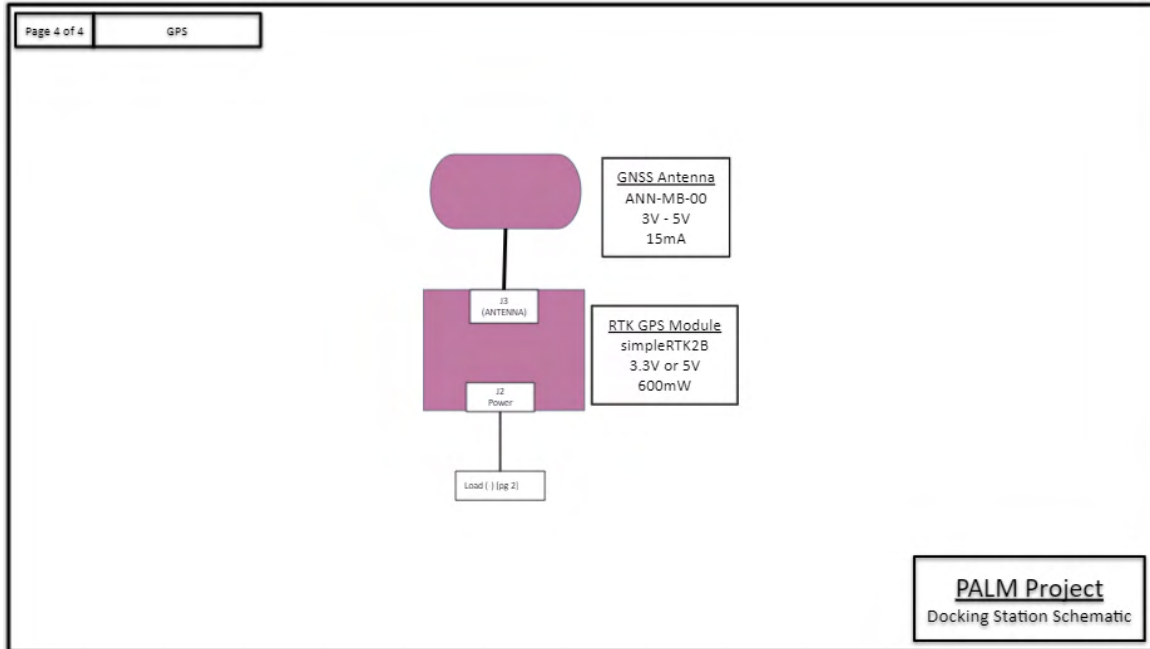 Page 4 of 4
GPS
GNSS Antenna
ANN-MB-00
3V - 5V
15mA
J3
(ANTENNA)
RTK GPS Module
simpleRTK2B
3.3V or 5V
600mW
J2
Power
Load ( ) (pg 2)
PALM Project
Docking Station Schematic